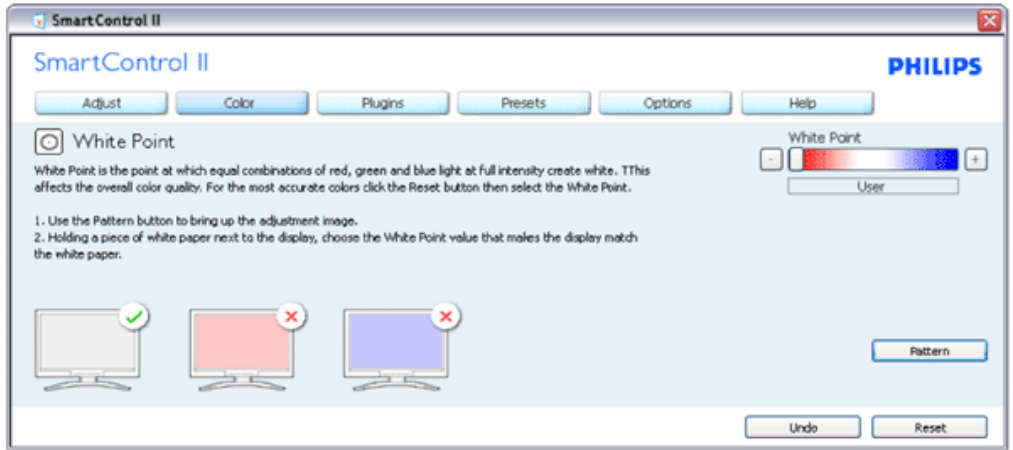 SmartControl II
SmartControl II
PHILIPS
Adjust Color Plugins Presets Options Help
White Point
White Point is the point at which equal combinations of red, green and blue light at full intensity create white. TThis
affects the overall color quality. For the most accurate colors click the Reset button then select the White Point.
1. Use the Pattern button to bring up the adjustment image.
2. Holding a piece of white paper next to the display, choose the White Point value that makes the display match
the white paper.
White Point
- +
User
Pattern
Undo Reset